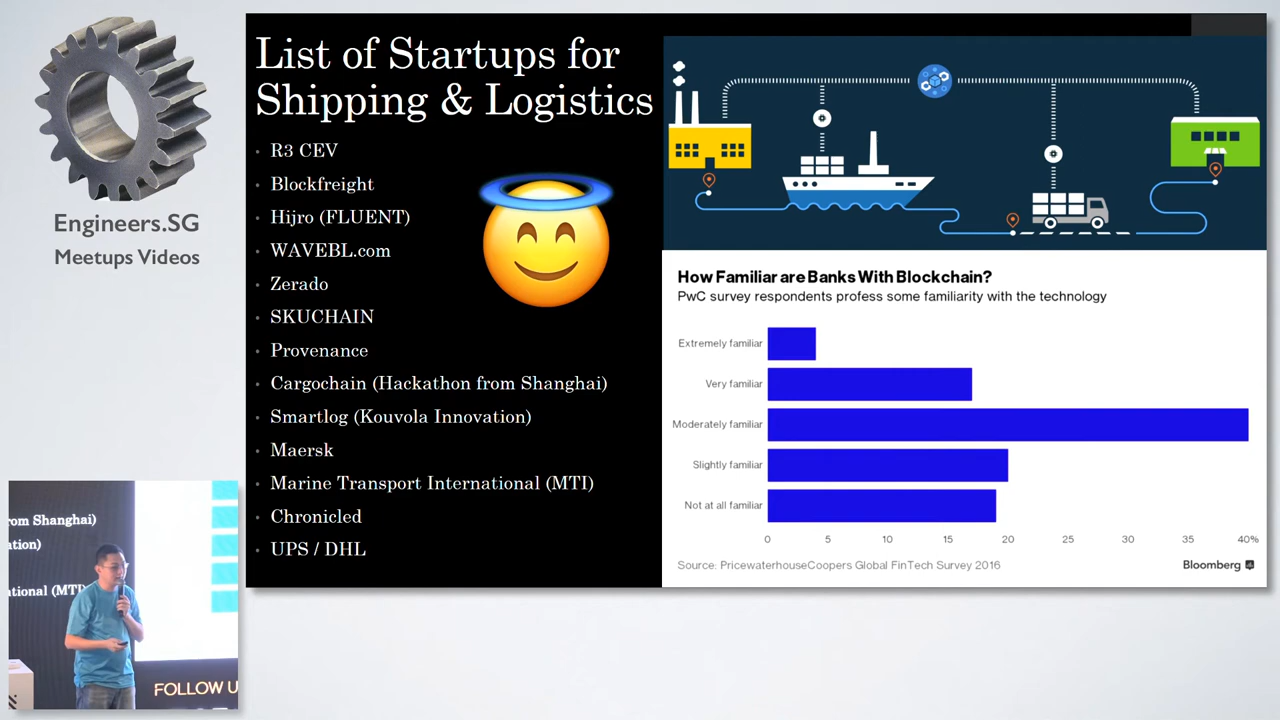 Engineers.SG
Meetups Videos
List of Startups for
Shipping & Logistics
• R3 CEV
• Blockfreight
• Hijro (FLUENT)
• WAVEBL.com
• Zerado
• SKUCHAIN
• Provenance
• Cargochain (Hackathon from Shanghai)
• Smartlog (Kouvola Innovation)
• Maersk
• Marine Transport International (MTI)
• Chronicled
• UPS / DHL
How Familiar are Banks With Blockchain?
PwC survey respondents profess some familiarity with the technology
Extremely familiar
Very familiar
Moderately familiar
Slightly familiar
Not at all familiar
0 5 10 15 20 25 30 35 40%
Source: PricewaterhouseCoopers Global FinTech Survey 2016
Bloomberg
rom Shanghai)
ation)
ational (MT
FOLLOW U